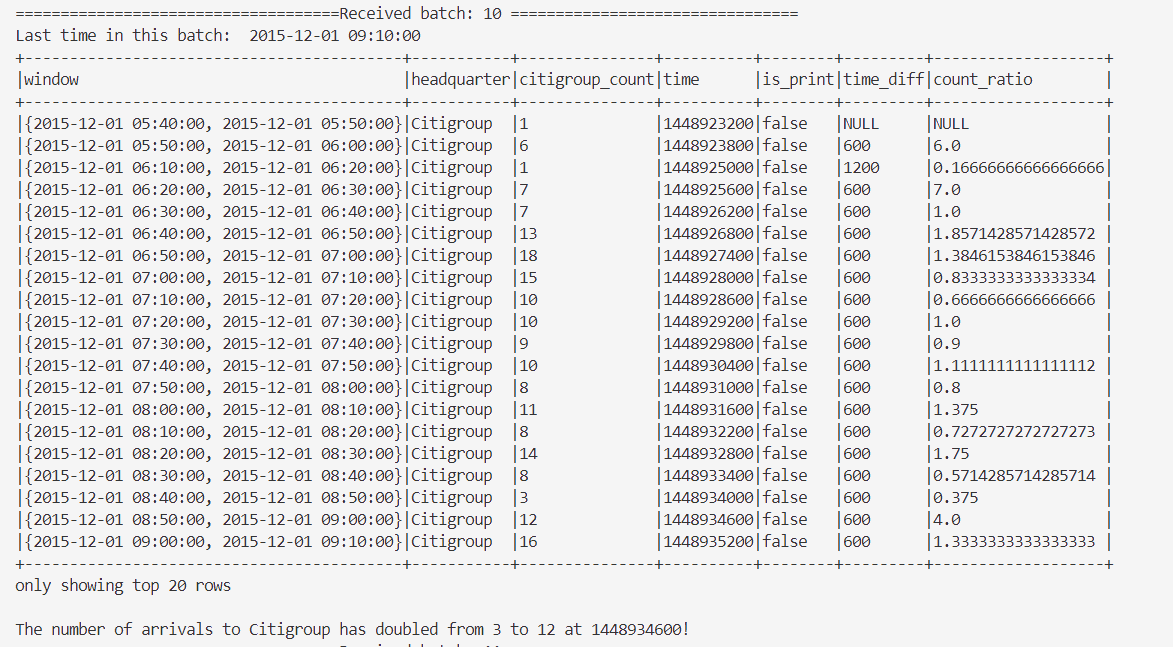 ====================================Received batch: 10 ================================
Last time in this batch:  2015-12-01 09:10:00
+------------------------------------------+-----------+---------------+----------+--------+---------+-------------------+
|window                                    |headquarter|citigroup_count|time      |is_print|time_diff|count_ratio        |
+------------------------------------------+-----------+---------------+----------+--------+---------+-------------------+
|{2015-12-01 05:40:00, 2015-12-01 05:50:00}|Citigroup  |1              |1448923200|false   |NULL     |NULL               |
|{2015-12-01 05:50:00, 2015-12-01 06:00:00}|Citigroup  |6              |1448923800|false   |600      |6.0                |
|{2015-12-01 06:10:00, 2015-12-01 06:20:00}|Citigroup  |1              |1448925000|false   |1200     |0.16666666666666666|
|{2015-12-01 06:20:00, 2015-12-01 06:30:00}|Citigroup  |7              |1448925600|false   |600      |7.0                |
|{2015-12-01 06:30:00, 2015-12-01 06:40:00}|Citigroup  |7              |1448926200|false   |600      |1.0                |
|{2015-12-01 06:40:00, 2015-12-01 06:50:00}|Citigroup  |13             |1448926800|false   |600      |1.8571428571428572 |
|{2015-12-01 06:50:00, 2015-12-01 07:00:00}|Citigroup  |18             |1448927400|false   |600      |1.3846153846153846 |
|{2015-12-01 07:00:00, 2015-12-01 07:10:00}|Citigroup  |15             |1448928000|false   |600      |0.8333333333333334 |
|{2015-12-01 07:10:00, 2015-12-01 07:20:00}|Citigroup  |10             |1448928600|false   |600      |0.6666666666666666 |
|{2015-12-01 07:20:00, 2015-12-01 07:30:00}|Citigroup  |10             |1448929200|false   |600      |1.0                |
|{2015-12-01 07:30:00, 2015-12-01 07:40:00}|Citigroup  |9              |1448929800|false   |600      |0.9                |
|{2015-12-01 07:40:00, 2015-12-01 07:50:00}|Citigroup  |10             |1448930400|false   |600      |1.1111111111111112 |
|{2015-12-01 07:50:00, 2015-12-01 08:00:00}|Citigroup  |8              |1448931000|false   |600      |0.8                |
|{2015-12-01 08:00:00, 2015-12-01 08:10:00}|Citigroup  |11             |1448931600|false   |600      |1.375              |
|{2015-12-01 08:10:00, 2015-12-01 08:20:00}|Citigroup  |8              |1448932200|false   |600      |0.7272727272727273 |
|{2015-12-01 08:20:00, 2015-12-01 08:30:00}|Citigroup  |14             |1448932800|false   |600      |1.75               |
|{2015-12-01 08:30:00, 2015-12-01 08:40:00}|Citigroup  |8              |1448933400|false   |600      |0.5714285714285714 |
|{2015-12-01 08:40:00, 2015-12-01 08:50:00}|Citigroup  |3              |1448934000|false   |600      |0.375              |
|{2015-12-01 08:50:00, 2015-12-01 09:00:00}|Citigroup  |12             |1448934600|false   |600      |4.0                |
|{2015-12-01 09:00:00, 2015-12-01 09:10:00}|Citigroup  |16             |1448935200|false   |600      |1.3333333333333333 |
+------------------------------------------+-----------+---------------+----------+--------+---------+-------------------+
only showing top 20 rows
The number of arrivals to Citigroup has doubled from 3 to 12 at 1448934600!